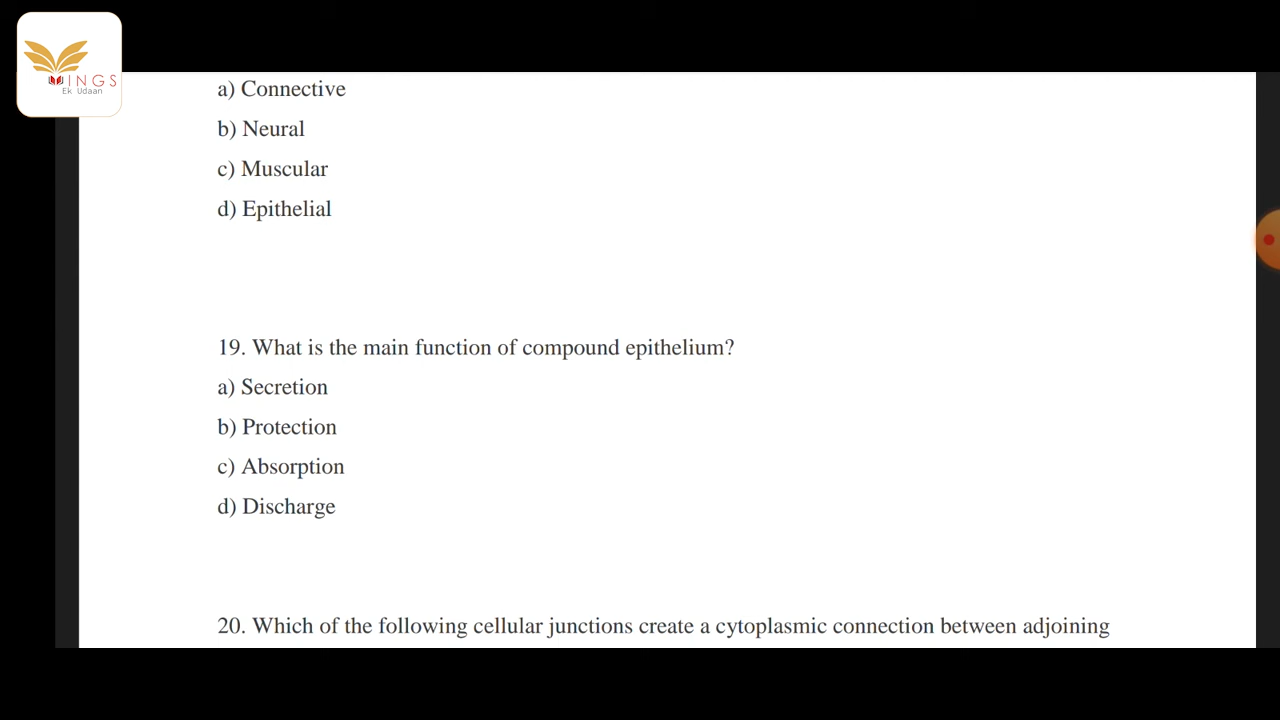 WINGS
Ek Udaan
a) Connective
b) Neural
c) Muscular
d) Epithelial
19. What is the main function of compound epithelium?
a) Secretion
b) Protection
c) Absorption
d) Discharge
20. Which of the following cellular junctions create a cytoplasmic connection between adjoining